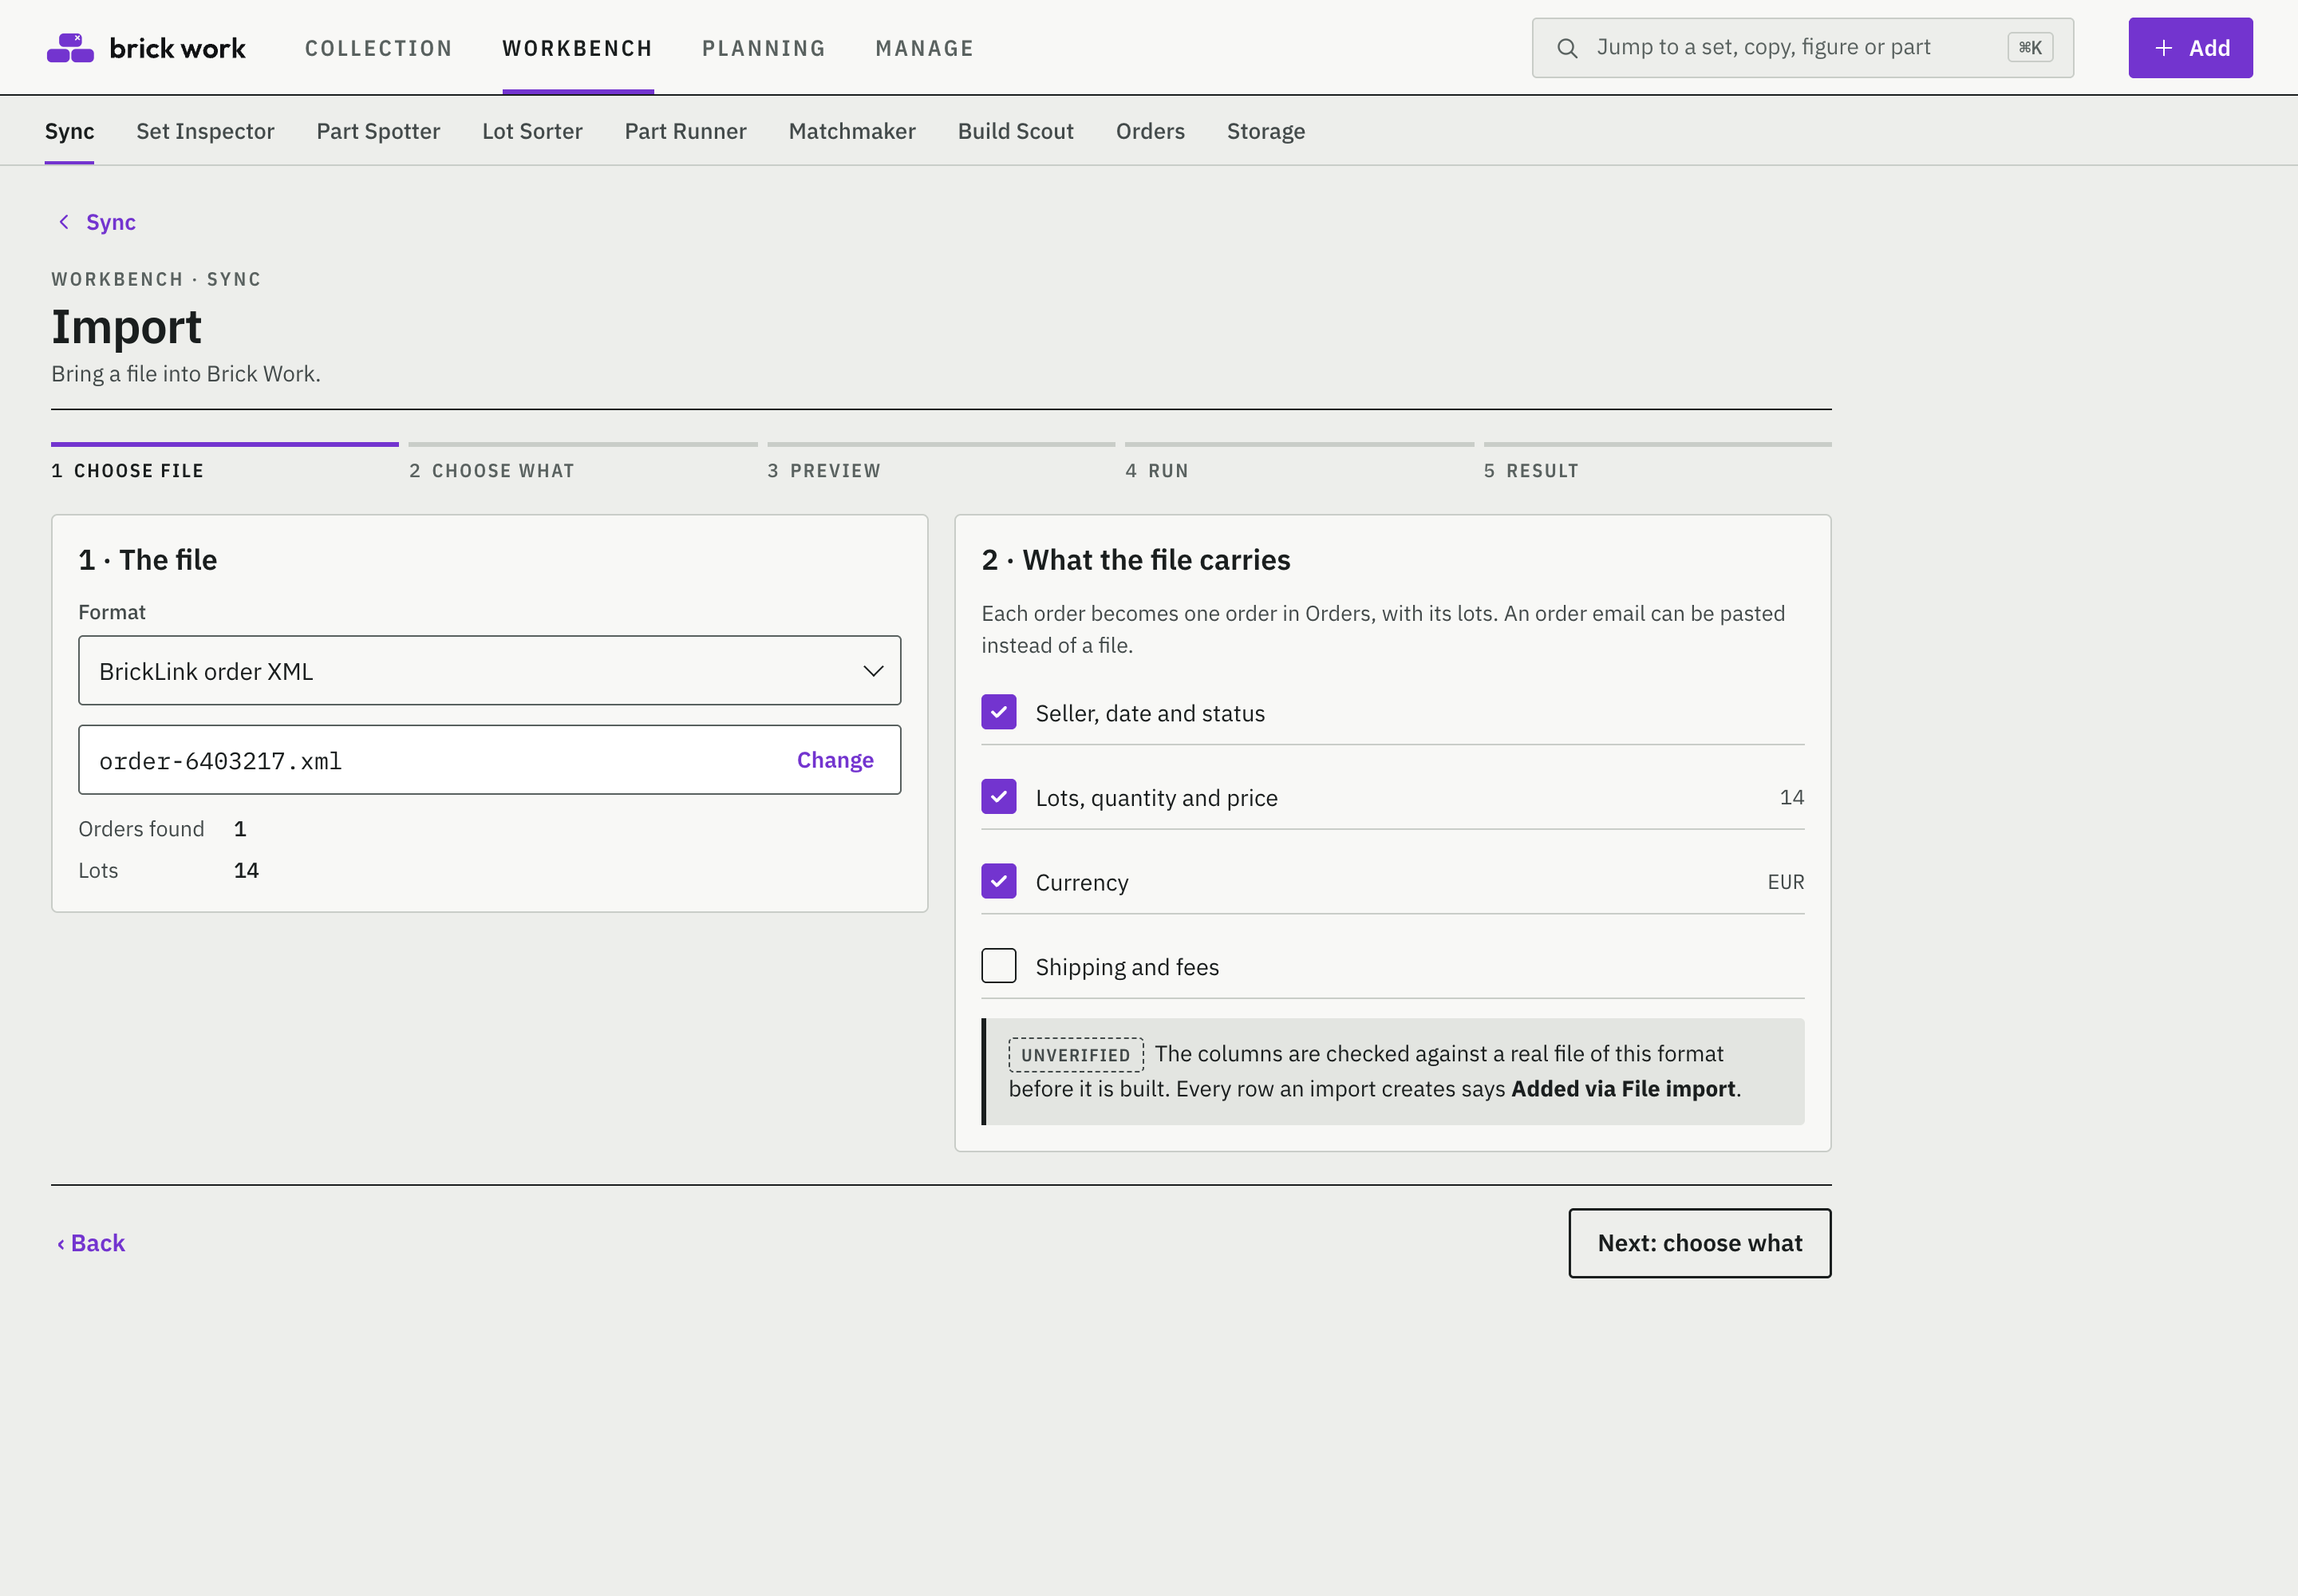 brick work
COLLECTION
WORKBENCH
PLANNING
MANAGE
Jump to a set, copy, figure or part
⌘K
+ Add
Sync
Set Inspector
Part Spotter
Lot Sorter
Part Runner
Matchmaker
Build Scout
Orders
Storage
‹ Sync
WORKBENCH · SYNC
Import
Bring a file into Brick Work.
1 CHOOSE FILE
2 CHOOSE WHAT
3 PREVIEW
4 RUN
5 RESULT
1 · The file
Format
BrickLink order XML
order-6403217.xml
Change
Orders found 1
Lots 14
2 · What the file carries
Each order becomes one order in Orders, with its lots. An order email can be pasted
instead of a file.
Seller, date and status
Lots, quantity and price 14
Currency EUR
Shipping and fees
UNVERIFIED The columns are checked against a real file of this format
before it is built. Every row an import creates says Added via File import.
‹ Back
Next: choose what